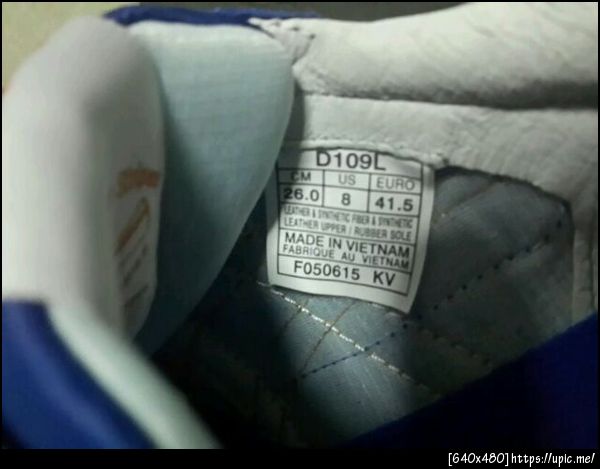 D109L
CM US EURO
26.0 8 41.5
LEATHER & SYNTHETIC FIBER & SYNTHETIC
LEATHER UPPER / RUBBER SOLE
MADE IN VIETNAM
FABRIQUE AU VIETNAM
F050615 KV
[640x480]https://upic.me/